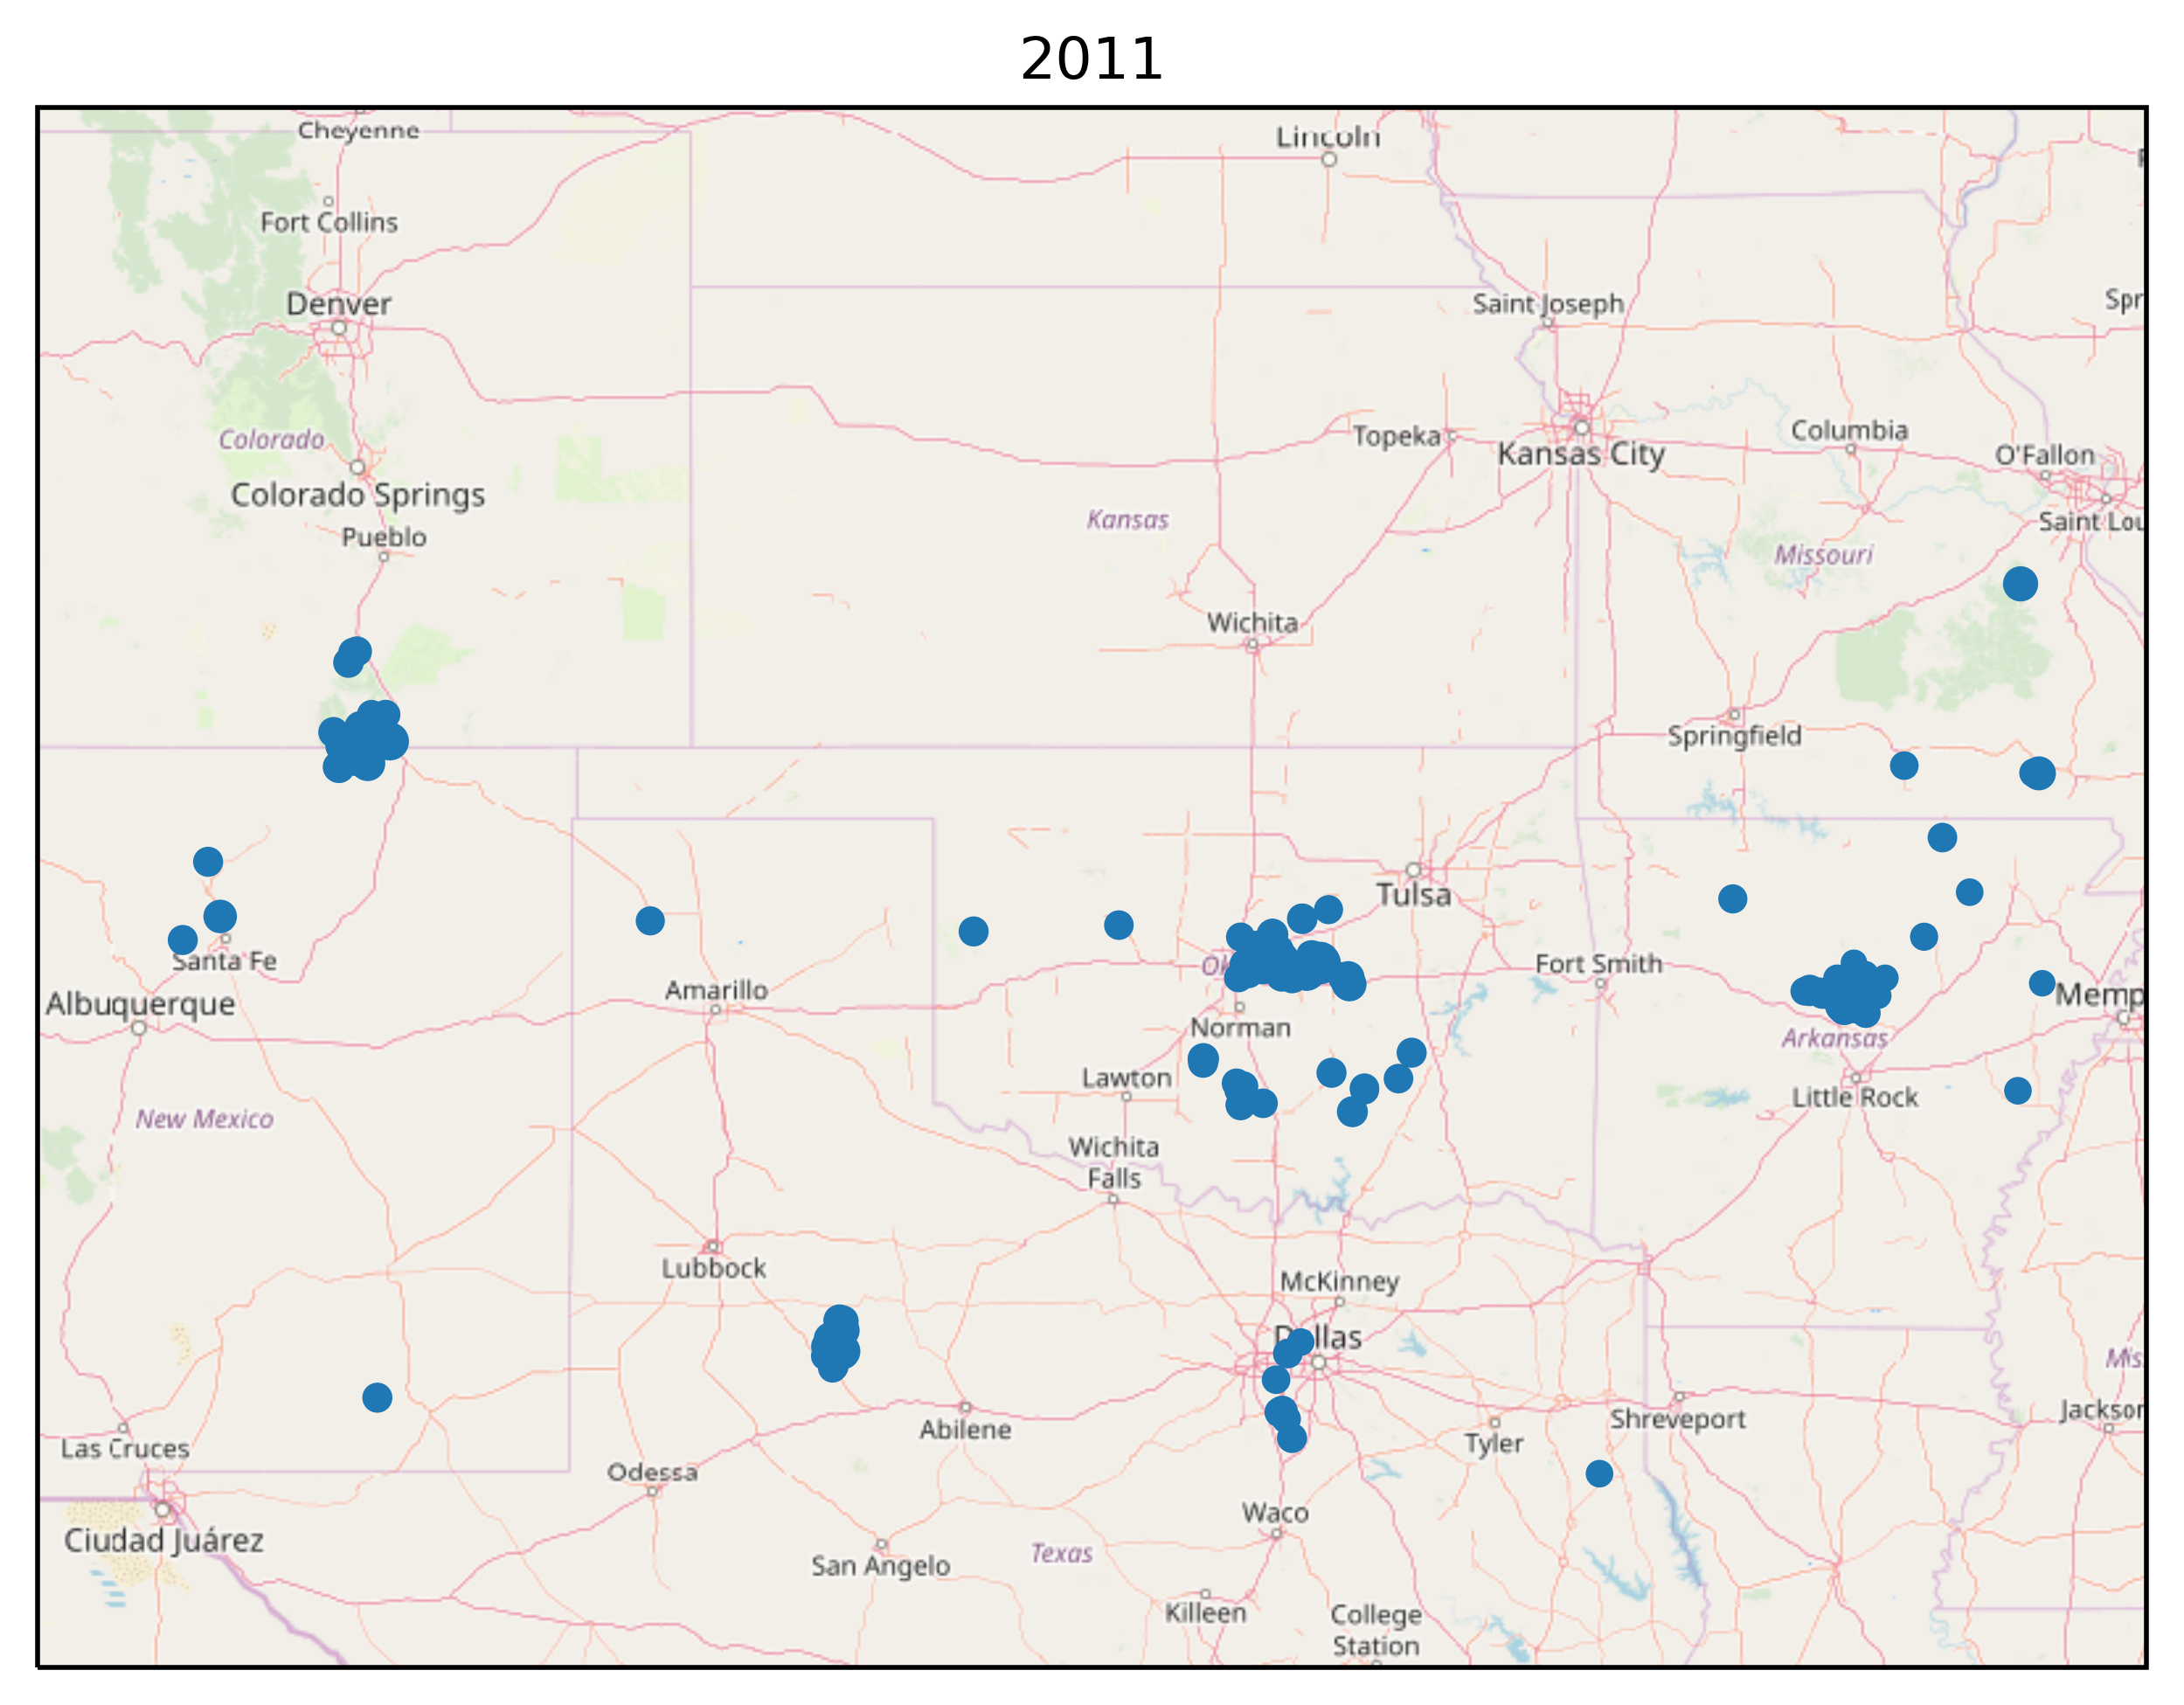 2011
Cheyenne
Lincoln
Fort Collins
Denver
Saint Joseph
Spr
Colorado
Topeka
Kansas City
Columbia
O'Fallon
Colorado Springs
Kansas
Saint Lou
Pueblo
Missouri
Wichita
Springfield
Tulsa
Santa Fe
Ok
Fort Smith
Albuquerque
Amarillo
Memp
Norman
Arkansas
Lawton
Little Rock
New Mexico
Wichita
Falls
Lubbock
McKinney
D llas
Mis
Abilene
Shreveport
Jackson
Las Cruces
Tyler
Odessa
Waco
Ciudad Juárez
Texas
San Angelo
Killeen
College
Station